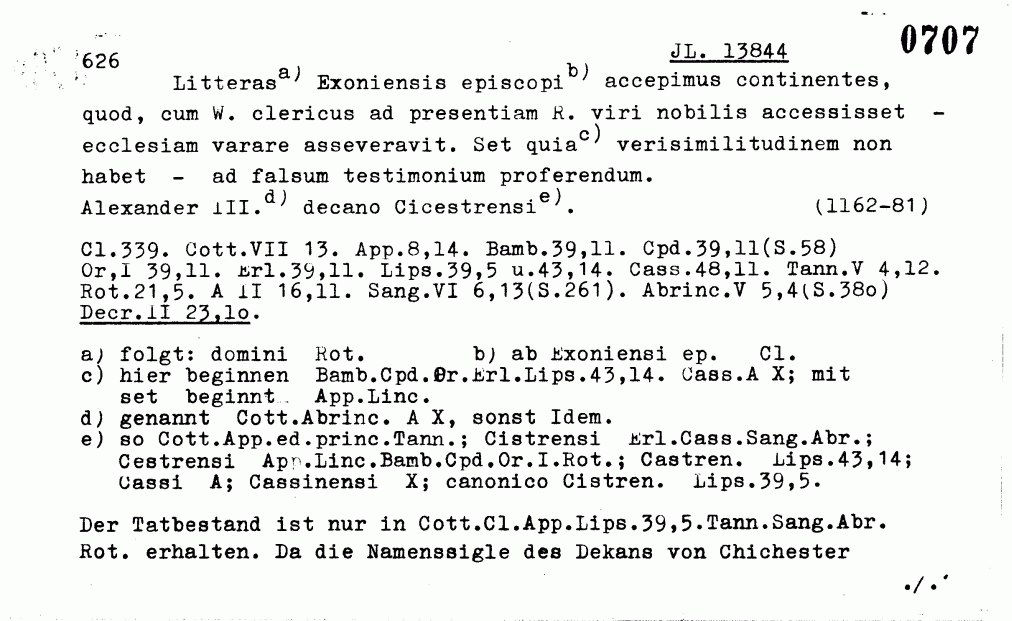 0707
626 JL. 13844
Litteras a) Exoniensis episcopi b) accepimus continentes,
quod, cum W. clericus ad presentiam R. viri nobilis accessisset -
ecclesiam varare asseveravit. Set quia c) verisimilitudinem non
habet - ad falsum testimonium proferendum.
Alexander III. d) decano Cicestrensi e). (1162-81)
Cl.339. Cott.VII 13. App.8,14. Bamb.39,11. Cpd.39,11(S.58)
Or,I 39,11. Erl.39,11. Lips.39,5 u.43,14. Cass.48,11. Tann.V 4,12.
Rot.21,5. A II 16,11. Sang.VI 6,13(S.261). Abrinc.V 5,4(S.38o)
Decr.II 23,1o.
a) folgt: domini Rot. b) ab Exoniensi ep. Cl.
c) hier beginnen Bamb.Cpd.Or.Erl.Lips.43,14. Cass.A X; mit
set beginnt App.Linc.
d) genannt Cott.Abrinc. A X, sonst Idem.
e) so Cott.App.ed.princ.Tann.; Cistrensi Erl.Cass.Sang.Abr.;
Cestrensi App.Linc.Bamb.Cpd.Or.I.Rot.; Castren. Lips.43,14;
Cassi A; Cassinensi X; canonico Cistren. Lips.39,5.
Der Tatbestand ist nur in Cott.Cl.App.Lips.39,5.Tann.Sang.Abr.
Rot. erhalten. Da die Namenssigle des Dekans von Chichester
./.